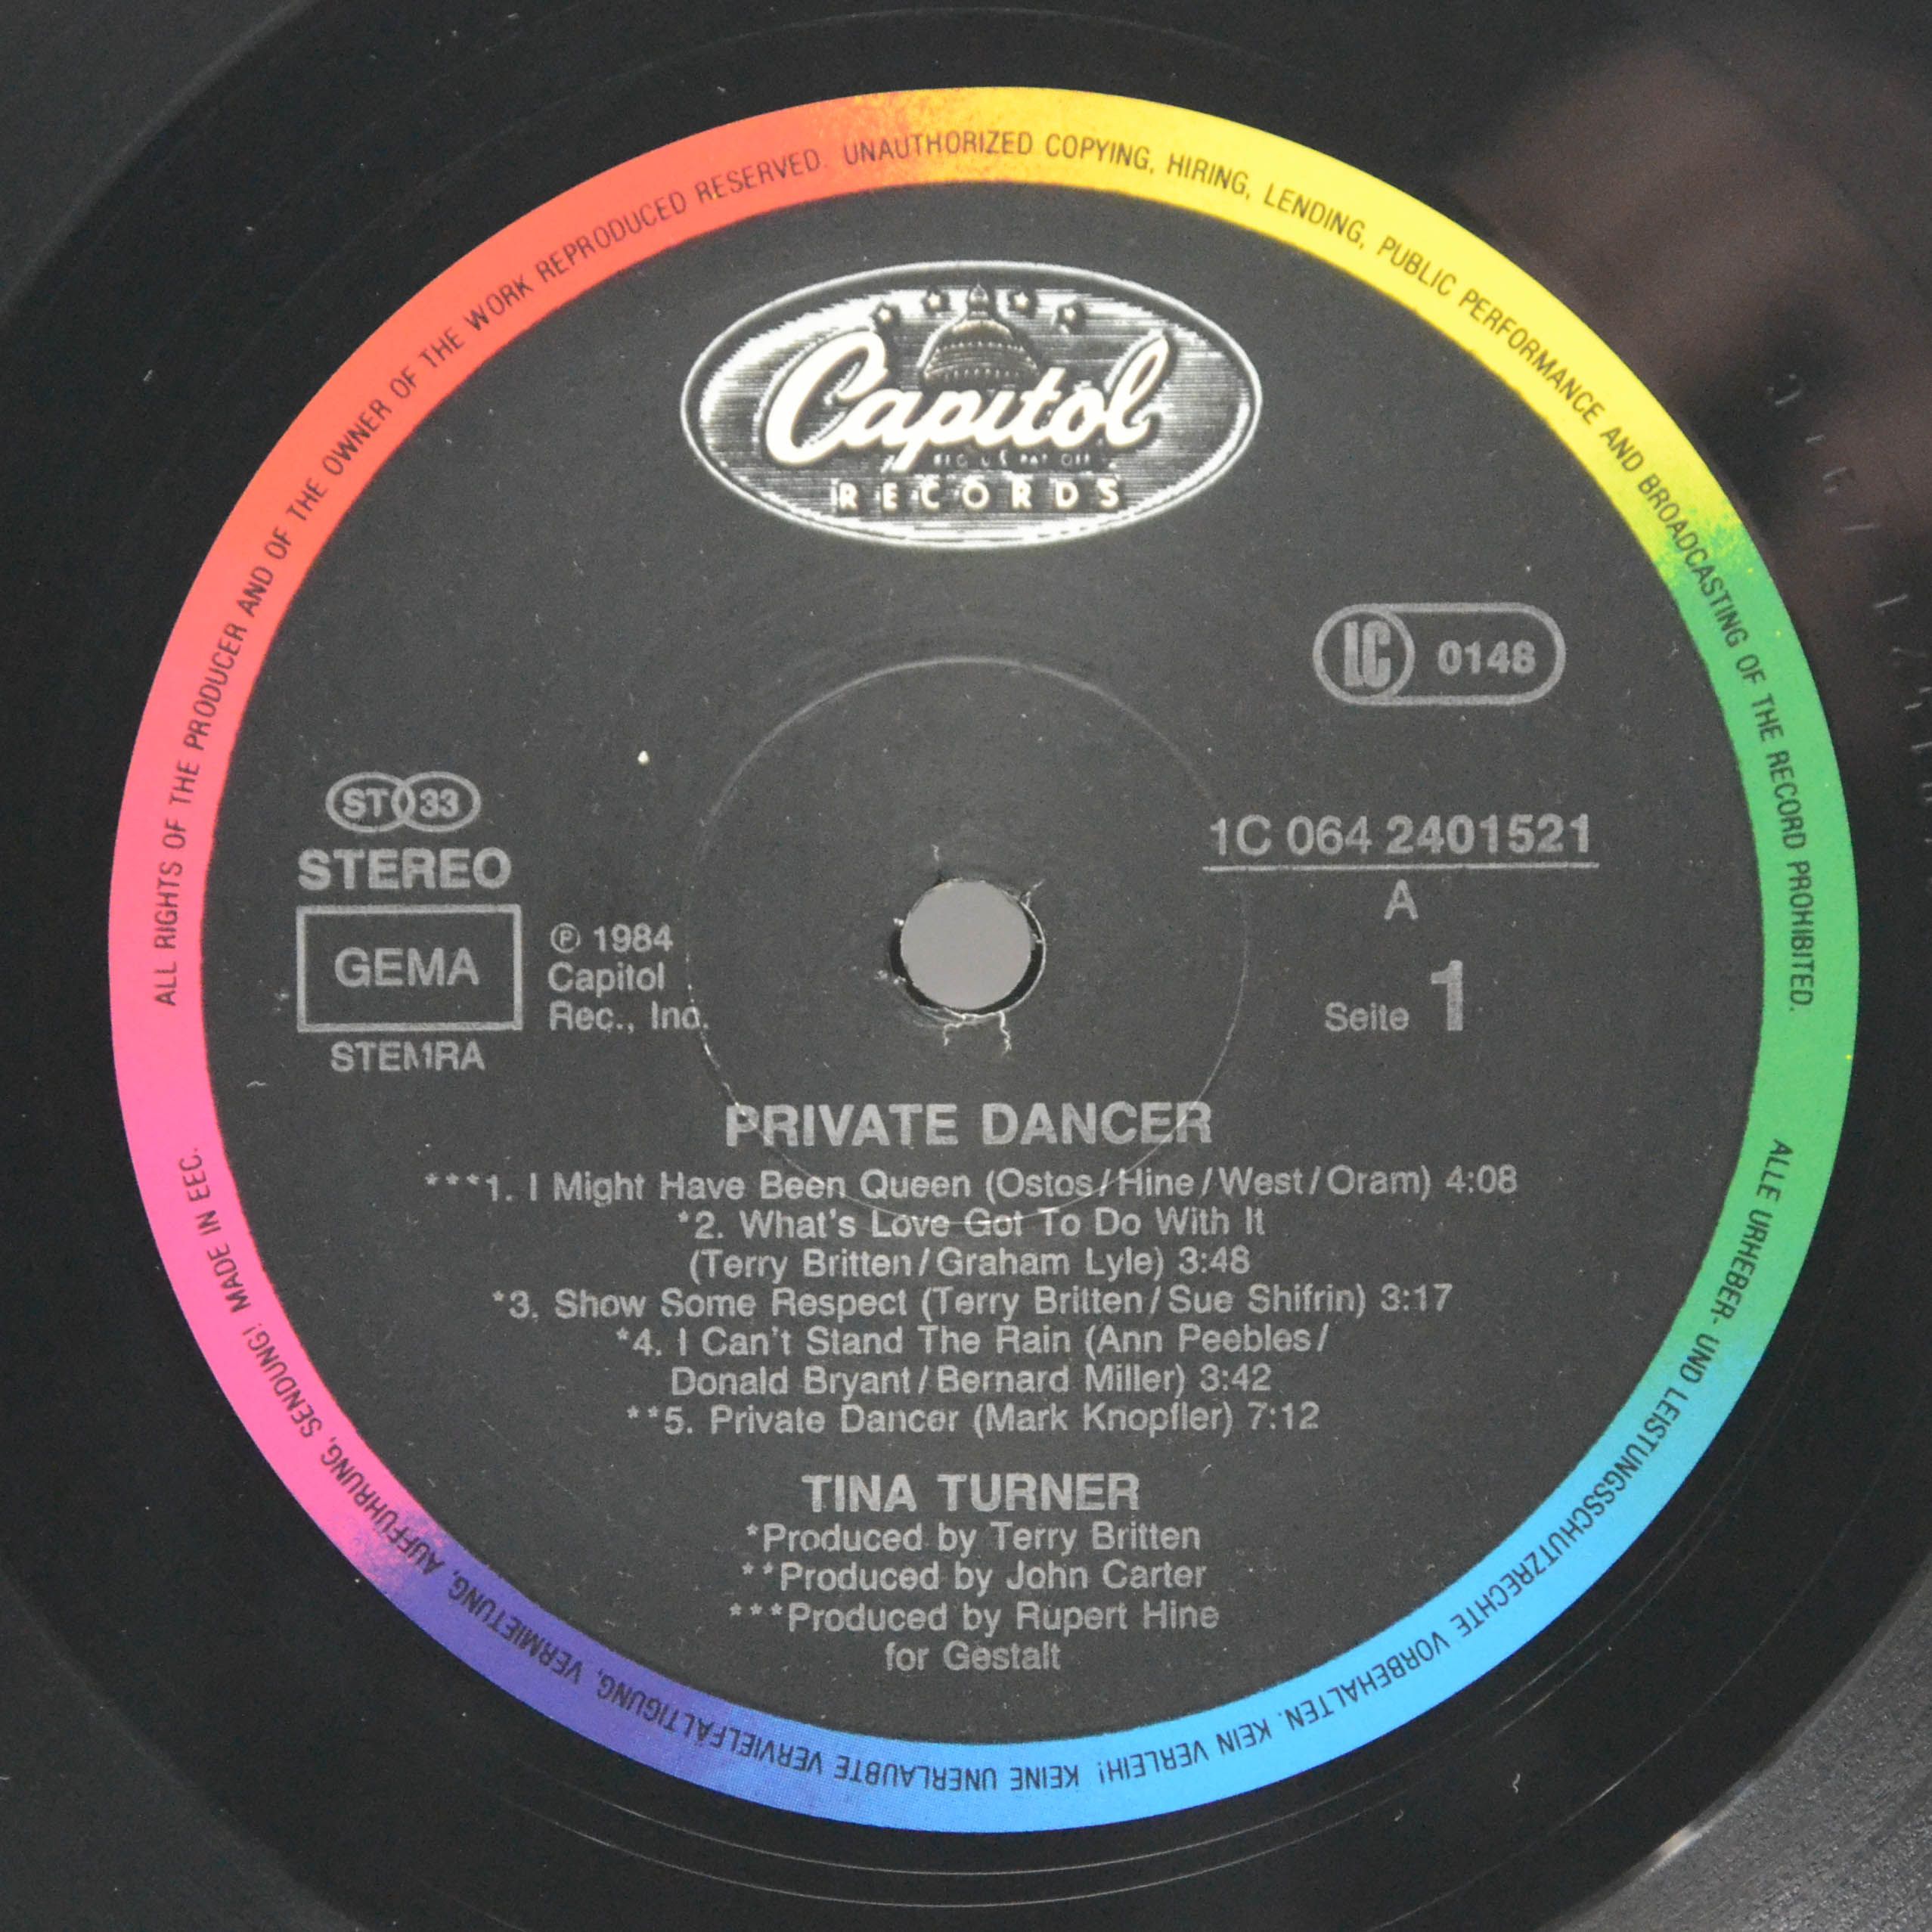 ALL RIGHTS OF THE PRODUCER AND OF THE OWNER OF THE WORK REPRODUCED RESERVED. UNAUTHORIZED COPYING, HIRING, LENDING, PUBLIC PERFORMANCE AND BROADCASTING OF THE RECORD PROHIBITED.
Capitol
RECORDS
LC 0148
ST 33
STEREO
GEMA
STEMRA
℗ 1984
Capitol
Rec., Inc.
1C 064 2401521
A
Seite 1
PRIVATE DANCER
***1. I Might Have Been Queen (Ostos/Hine/West/Oram) 4:08
*2. What's Love Got To Do With It
(Terry Britten/Graham Lyle) 3:48
*3. Show Some Respect (Terry Britten/Sue Shifrin) 3:17
*4. I Can't Stand The Rain (Ann Peebles/
Donald Bryant/Bernard Miller) 3:42
**5. Private Dancer (Mark Knopfler) 7:12
TINA TURNER
*Produced by Terry Britten
**Produced by John Carter
***Produced by Rupert Hine
for Gestalt
ALLE URHEBER- UND LEISTUNGSSCHUTZRECHTE VORBEHALTEN. KEIN VERLEIH! KEINE UNERLAUBTE VERVIELFÄLTIGUNG, VERMIETUNG, AUFFÜHRUNG, SENDUNG! MADE IN EEC.